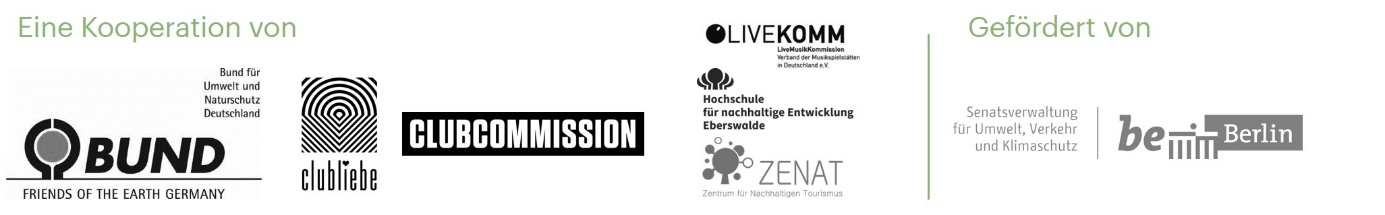 Eine Kooperation von
Bund für
Umwelt und
Naturschutz
Deutschland
BUND
FRIENDS OF THE EARTH GERMANY
clubliebe
CLUBCOMMISSION
LIVEKOMM
LiveMusikKommission
Verband der Musikspielstätten
in Deutschland e.V.
Hochschule
für nachhaltige Entwicklung
Eberswalde
ZENAT
Zentrum für Nachhaltigen Tourismus
Gefördert von
Senatsverwaltung
für Umwelt, Verkehr
und Klimaschutz
be Berlin